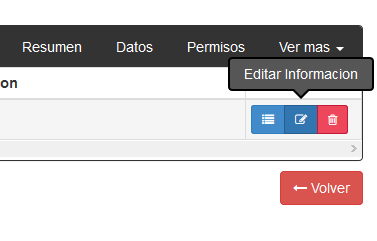 Resumen Datos Permisos Ver mas
Editar Informacion
on
Volver